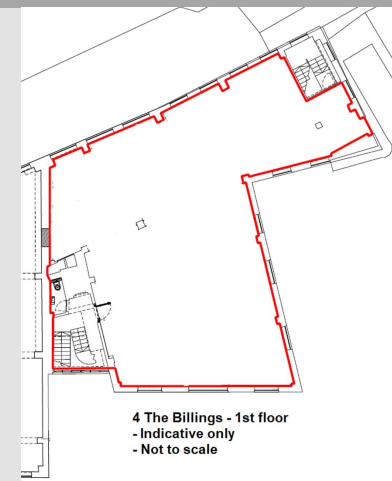 4 The Billings - 1st floor
- Indicative only
- Not to scale